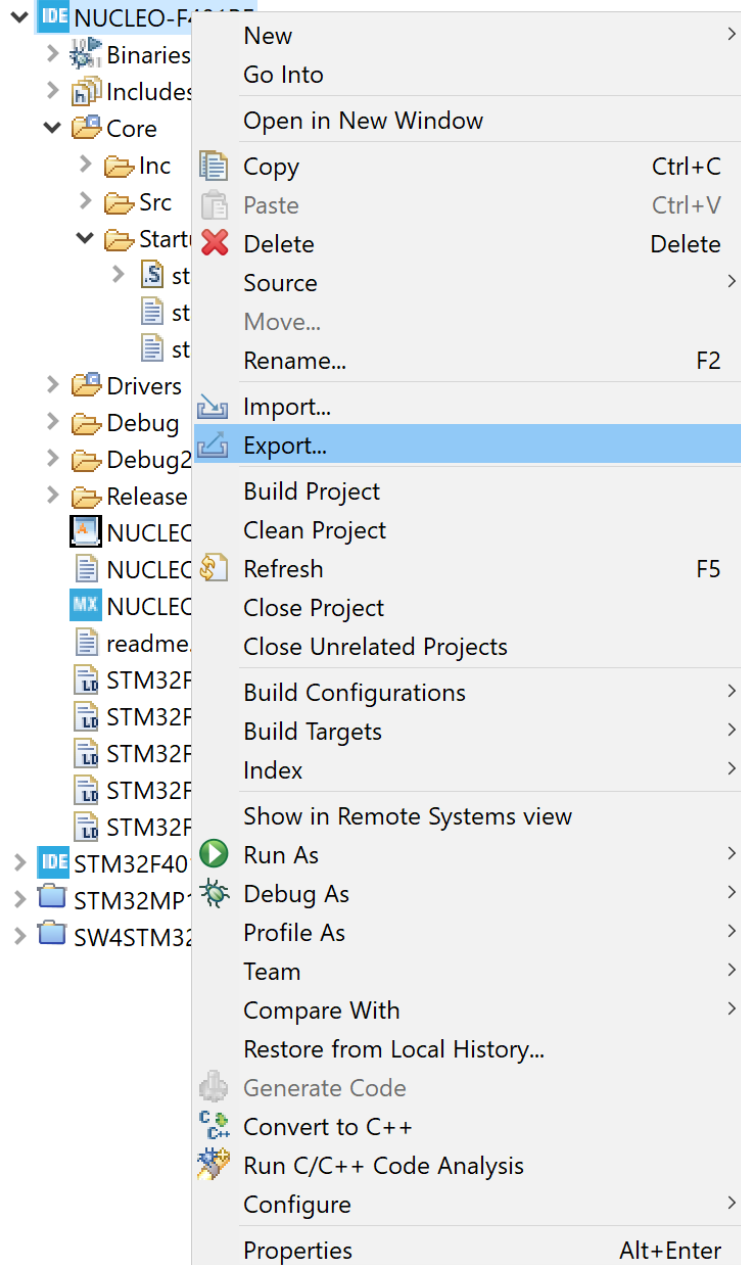 IDE NUCLEO-F401RE
Binaries
Includes
Core
Inc
Src
Startu
st
st
st
Drivers
Debug
Debug2
Release
NUCLEO
NUCLEO
MX NUCLEO
readme.
STM32F
STM32F
STM32F
STM32F
STM32F
IDE STM32F401
STM32MP1
SW4STM32
New
Go Into
Open in New Window
Copy Ctrl+C
Paste Ctrl+V
Delete Delete
Source
Move...
Rename... F2
Import...
Export...
Build Project
Clean Project
Refresh F5
Close Project
Close Unrelated Projects
Build Configurations
Build Targets
Index
Show in Remote Systems view
Run As
Debug As
Profile As
Team
Compare With
Restore from Local History...
Generate Code
Convert to C++
Run C/C++ Code Analysis
Configure
Properties Alt+Enter